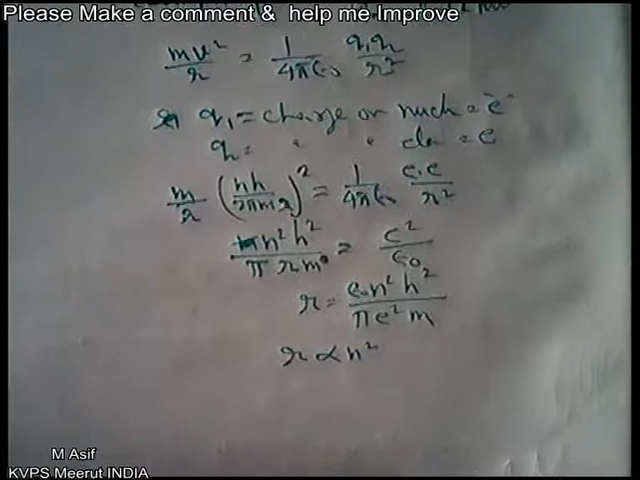 Please Make a comment & help me Improve
mv²/r = 1/4πε₀ q₁q₂/r²
q₁ = charge on nucl = e
q₂ = " " ele = e
m/r (nh/2πmr)² = 1/4πε₀ e.e/r²
n²h²/πrm = e²/ε₀
r = ε₀n²h²/πe²m
r ∝ n²
M Asif
KVPS Meerut INDIA